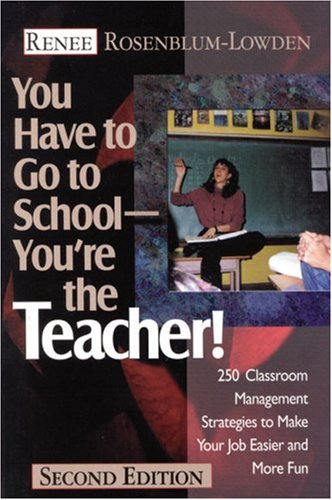 RENEE ROSENBLUM-LOWDEN
You
Have to
Go to
School—
You're
the
Teacher!
250 Classroom
Management
Strategies to Make
Your Job Easier and
More Fun
SECOND EDITION